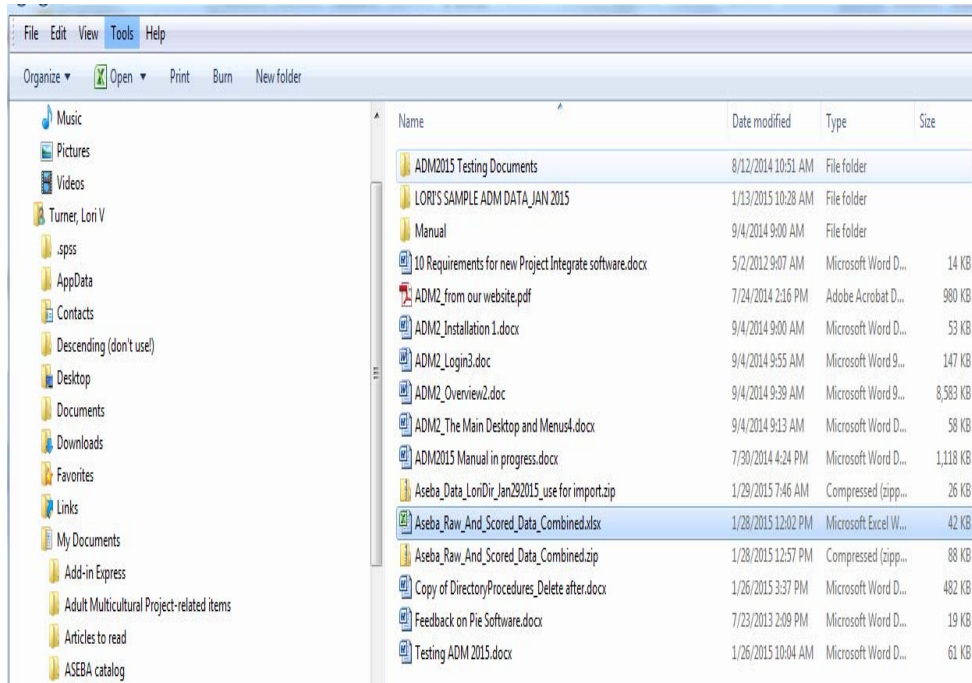 File Edit View Tools Help
Organize ▼ Open ▼ Print Burn New folder
Music
Pictures
Videos
Turner, Lori V
.spss
AppData
Contacts
Descending (don't use!)
Desktop
Documents
Downloads
Favorites
Links
My Documents
Add-in Express
Adult Multicultural Project-related items
Articles to read
ASEBA catalog
Name Date modified Type Size
ADM2015 Testing Documents 8/12/2014 10:51 AM File folder
LORI'S SAMPLE ADM DATA_JAN 2015 1/13/2015 10:28 AM File folder
Manual 9/4/2014 9:00 AM File folder
10 Requirements for new Project Integrate software.docx 5/2/2012 9:07 AM Microsoft Word D... 14 KB
ADM2_from our website.pdf 7/24/2014 2:16 PM Adobe Acrobat D... 980 KB
ADM2_Installation 1.docx 9/4/2014 9:00 AM Microsoft Word D... 53 KB
ADM2_Login3.doc 9/4/2014 9:55 AM Microsoft Word 9... 147 KB
ADM2_Overview2.doc 9/4/2014 9:39 AM Microsoft Word 9... 8,583 KB
ADM2_The Main Desktop and Menus4.docx 9/4/2014 9:13 AM Microsoft Word D... 58 KB
ADM2015 Manual in progress.docx 7/30/2014 4:24 PM Microsoft Word D... 1,118 KB
Aseba_Data_LoriDir_Jan292015_use for import.zip 1/29/2015 7:46 AM Compressed (zipp... 26 KB
Aseba_Raw_And_Scored_Data_Combined.xlsx 1/28/2015 12:02 PM Microsoft Excel W... 42 KB
Aseba_Raw_And_Scored_Data_Combined.zip 1/28/2015 12:57 PM Compressed (zipp... 88 KB
Copy of DirectoryProcedures_Delete after.docx 1/26/2015 3:37 PM Microsoft Word D... 482 KB
Feedback on Pie Software.docx 7/23/2013 2:09 PM Microsoft Word D... 19 KB
Testing ADM 2015.docx 1/26/2015 10:04 AM Microsoft Word D... 61 KB